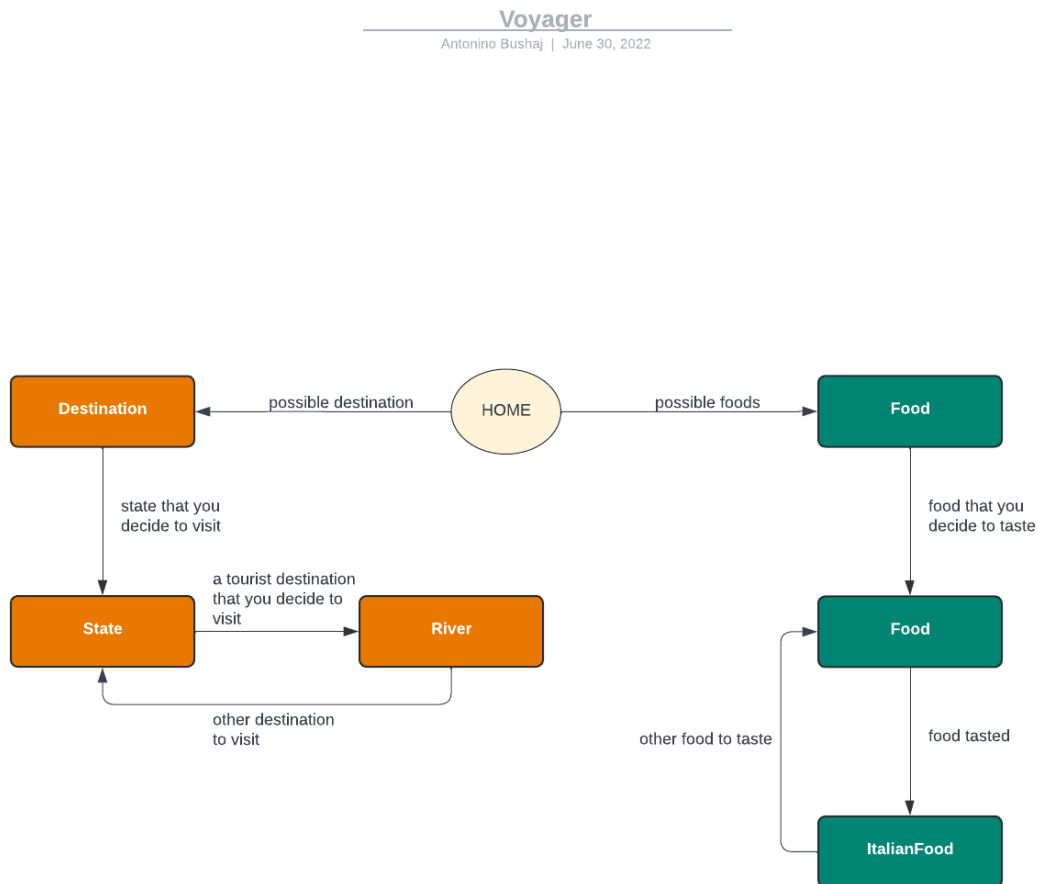 Voyager
Antonino Bushaj | June 30, 2022
Destination
possible destination
HOME
possible foods
Food
state that you
decide to visit
food that you
decide to taste
State
a tourist destination
that you decide to
visit
River
Food
other destination
to visit
other food to taste
food tasted
ItalianFood